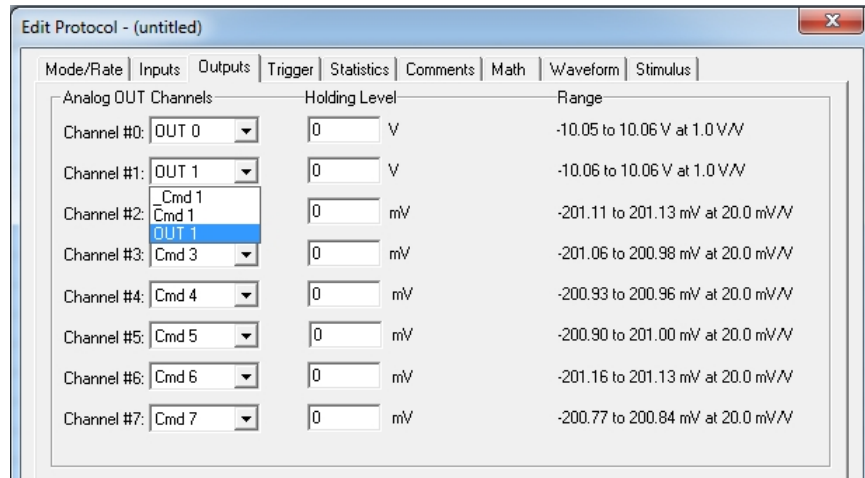 Edit Protocol - (untitled)
x
Mode/Rate Inputs Outputs Trigger Statistics Comments Math Waveform Stimulus
Analog OUT Channels Holding Level Range
Channel #0: OUT 0 0 V -10.05 to 10.06 V at 1.0 V/V
Channel #1: OUT 1 0 V -10.06 to 10.06 V at 1.0 V/V
_Cmd 1
Cmd 1
OUT 1
Channel #2: 0 mV -201.11 to 201.13 mV at 20.0 mV/V
Channel #3: Cmd 3 0 mV -201.06 to 200.98 mV at 20.0 mV/V
Channel #4: Cmd 4 0 mV -200.93 to 200.96 mV at 20.0 mV/V
Channel #5: Cmd 5 0 mV -200.90 to 201.00 mV at 20.0 mV/V
Channel #6: Cmd 6 0 mV -201.16 to 201.13 mV at 20.0 mV/V
Channel #7: Cmd 7 0 mV -200.77 to 200.84 mV at 20.0 mV/V